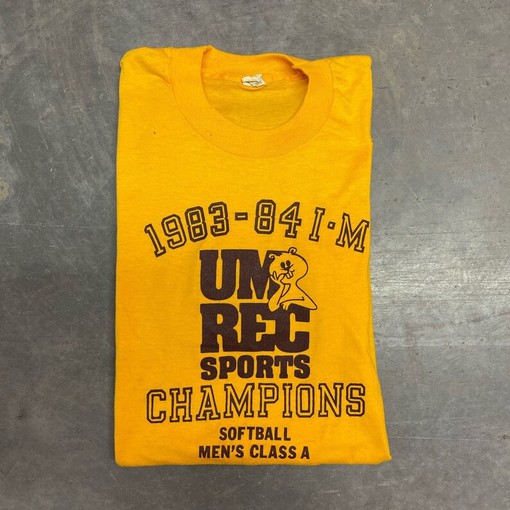 1983-84 I·M
UM
REC
SPORTS
CHAMPIONS
SOFTBALL
MEN'S CLASS A